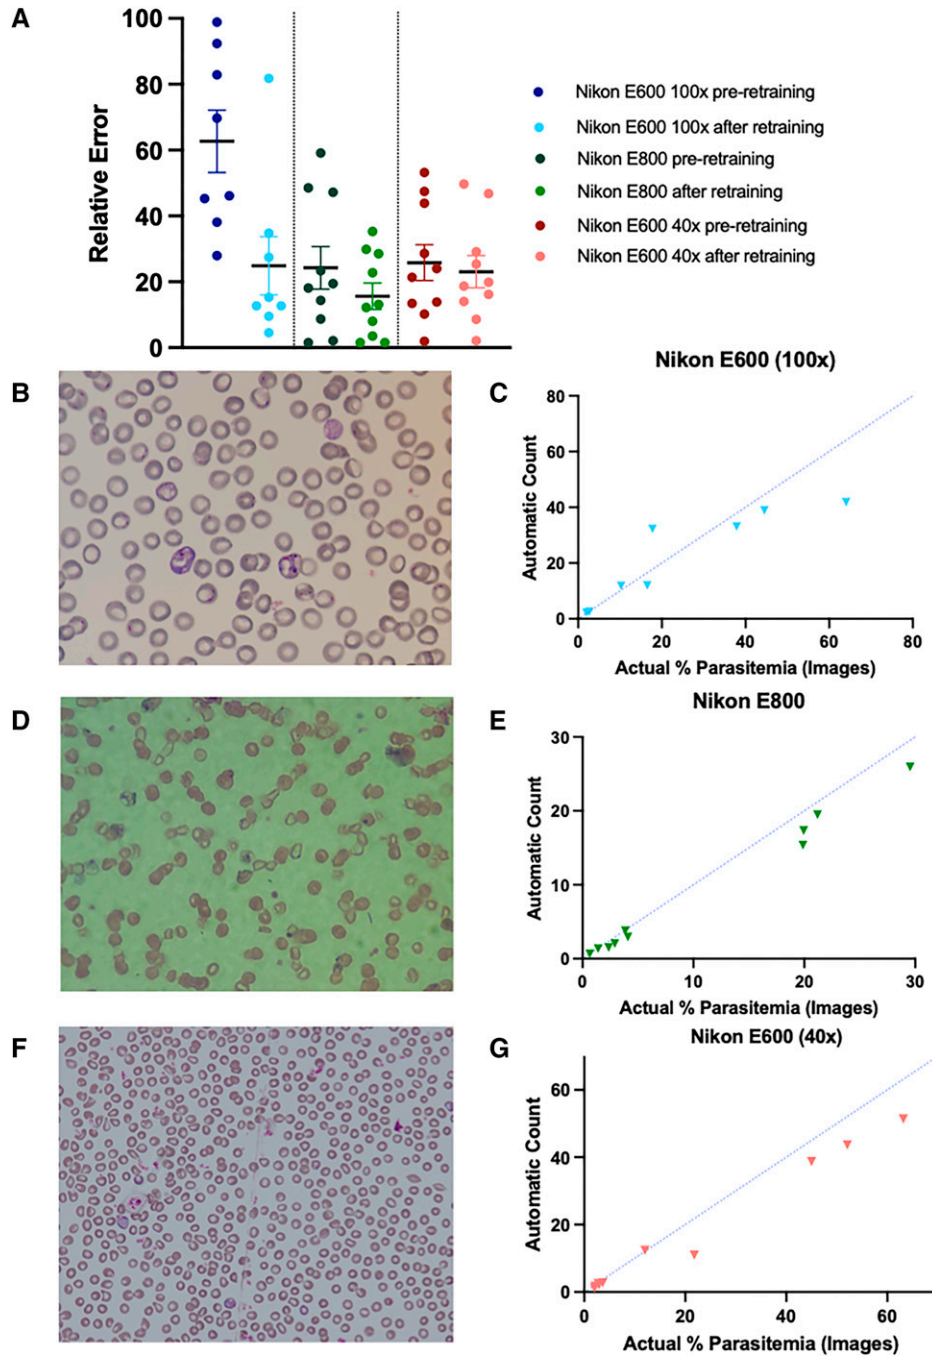 A
Relative Error
100
80
60
40
20
0
Nikon E600 100x pre-retraining
Nikon E600 100x after retraining
Nikon E800 pre-retraining
Nikon E800 after retraining
Nikon E600 40x pre-retraining
Nikon E600 40x after retraining
B
C
Nikon E600 (100x)
Automatic Count
80
60
40
20
0
0 20 40 60 80
Actual % Parasitemia (Images)
D
E
Nikon E800
Automatic Count
30
20
10
0
0 10 20 30
Actual % Parasitemia (Images)
F
G
Nikon E600 (40x)
Automatic Count
60
40
20
0
0 20 40 60
Actual % Parasitemia (Images)